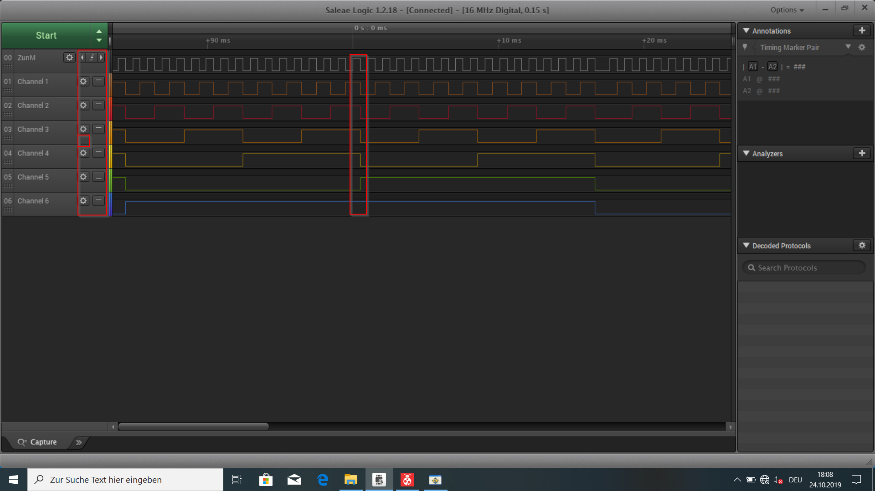 Saleae Logic 1.2.18 - [Connected] - [16 MHz Digital, 0.15 s]
Options
Start
0 s : 0 ms
+90 ms
+10 ms
+20 ms
00 ZunM
01 Channel 1
02 Channel 2
03 Channel 3
04 Channel 4
05 Channel 5
06 Channel 6
Annotations
Timing Marker Pair
| A1 - A2 | = ###
A1 @ ###
A2 @ ###
Analyzers
Decoded Protocols
Search Protocols
Capture
Zur Suche Text hier eingeben
DEU
18:08
24.10.2019